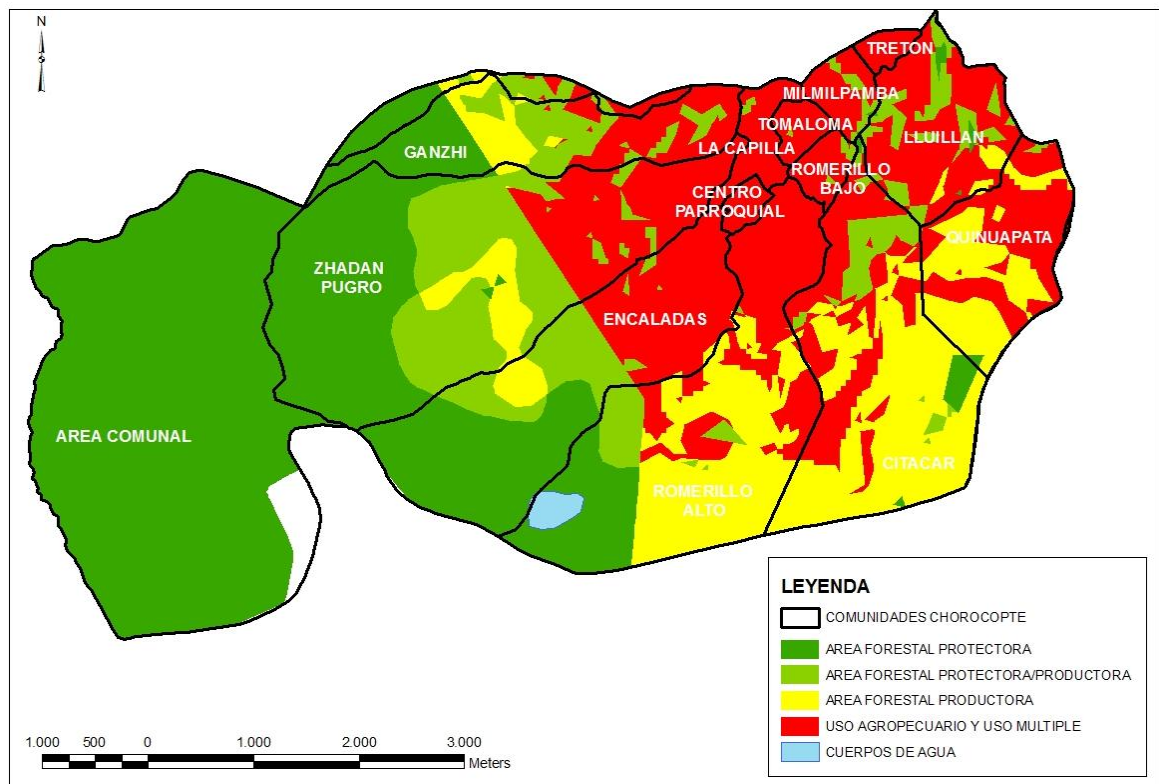 N
TRETON
MILMILPAMBA
TOMALOMA
LLUILLAN
LA CAPILLA
GANZHI
ROMERILLO
BAJO
CENTRO
PARROQUIAL
QUINUAPATA
ZHADAN
PUGRO
ENCALADAS
AREA COMUNAL
CITACAR
ROMERILLO
ALTO
LEYENDA
COMUNIDADES CHOROCOPTE
AREA FORESTAL PROTECTORA
AREA FORESTAL PROTECTORA/PRODUCTORA
AREA FORESTAL PRODUCTORA
USO AGROPECUARIO Y USO MULTIPLE
CUERPOS DE AGUA
1.000 500 0 1.000 2.000 3.000
Meters